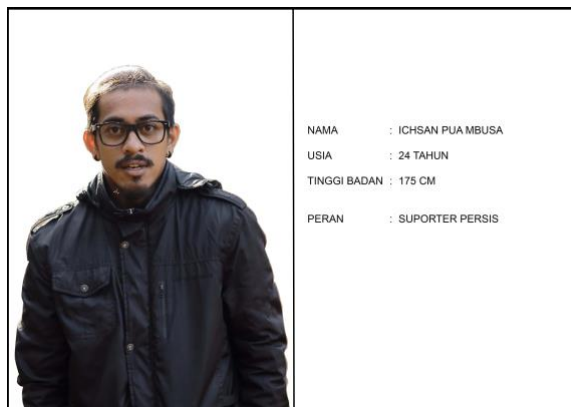 NAMA : ICHSAN PUA MBUSA
USIA : 24 TAHUN
TINGGI BADAN : 175 CM
PERAN : SUPORTER PERSIS